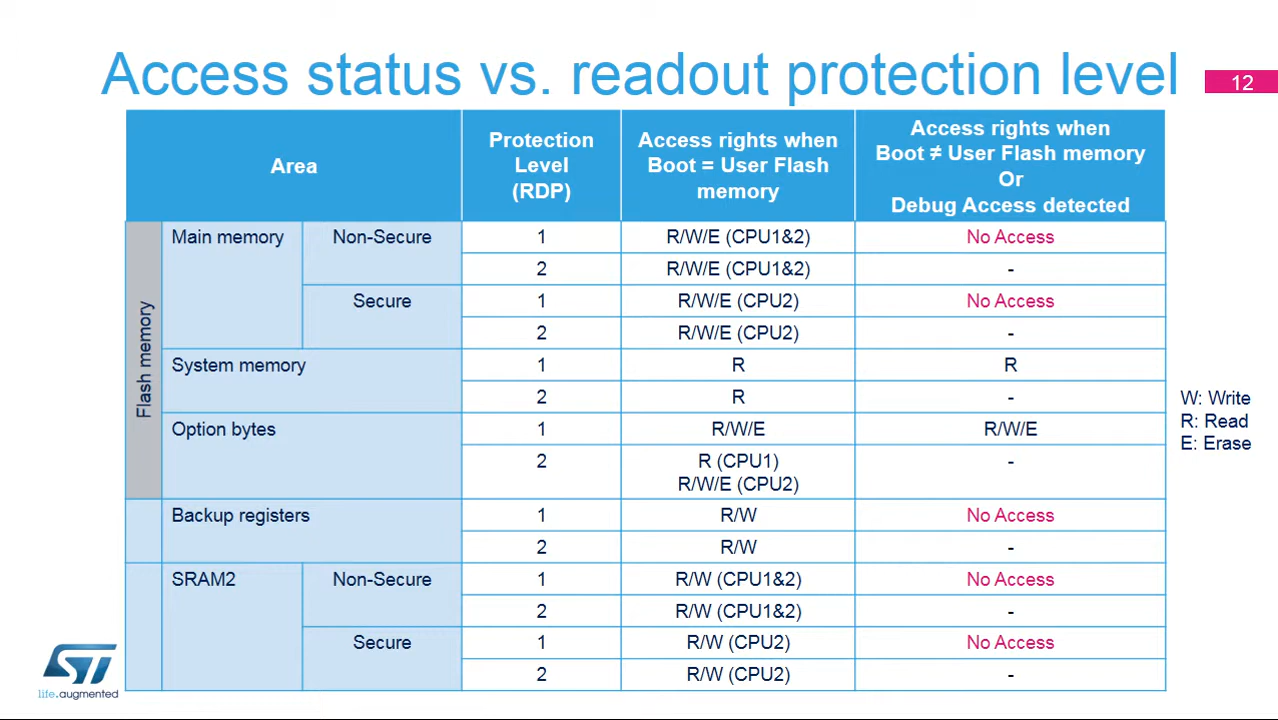 Access status vs. readout protection level
12
Area
Protection
Level
(RDP)
Access rights when
Boot = User Flash
memory
Access rights when
Boot ≠ User Flash memory
Or
Debug Access detected
Flash memory
Main memory Non-Secure 1 R/W/E (CPU1&2) No Access
2 R/W/E (CPU1&2) -
Secure 1 R/W/E (CPU2) No Access
2 R/W/E (CPU2) -
System memory 1 R R
2 R -
Option bytes 1 R/W/E R/W/E
2 R (CPU1) -
R/W/E (CPU2)
Backup registers 1 R/W No Access
2 R/W -
SRAM2 Non-Secure 1 R/W (CPU1&2) No Access
2 R/W (CPU1&2) -
Secure 1 R/W (CPU2) No Access
2 R/W (CPU2) -
W: Write
R: Read
E: Erase
ST
life.augmented